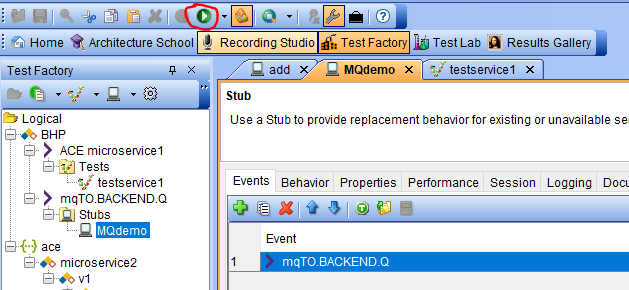 Home Architecture School Recording Studio Test Factory Test Lab Results Gallery
Test Factory
Logical
BHP
ACE microservice1
Tests
testservice1
mqTO.BACKEND.Q
Stubs
MQdemo
ace
microservice2
v1
add MQdemo testservice1
Stub
Use a Stub to provide replacement behavior for existing or unavailable
Events Behavior Properties Performance Session Logging
Event
1 mqTO.BACKEND.Q